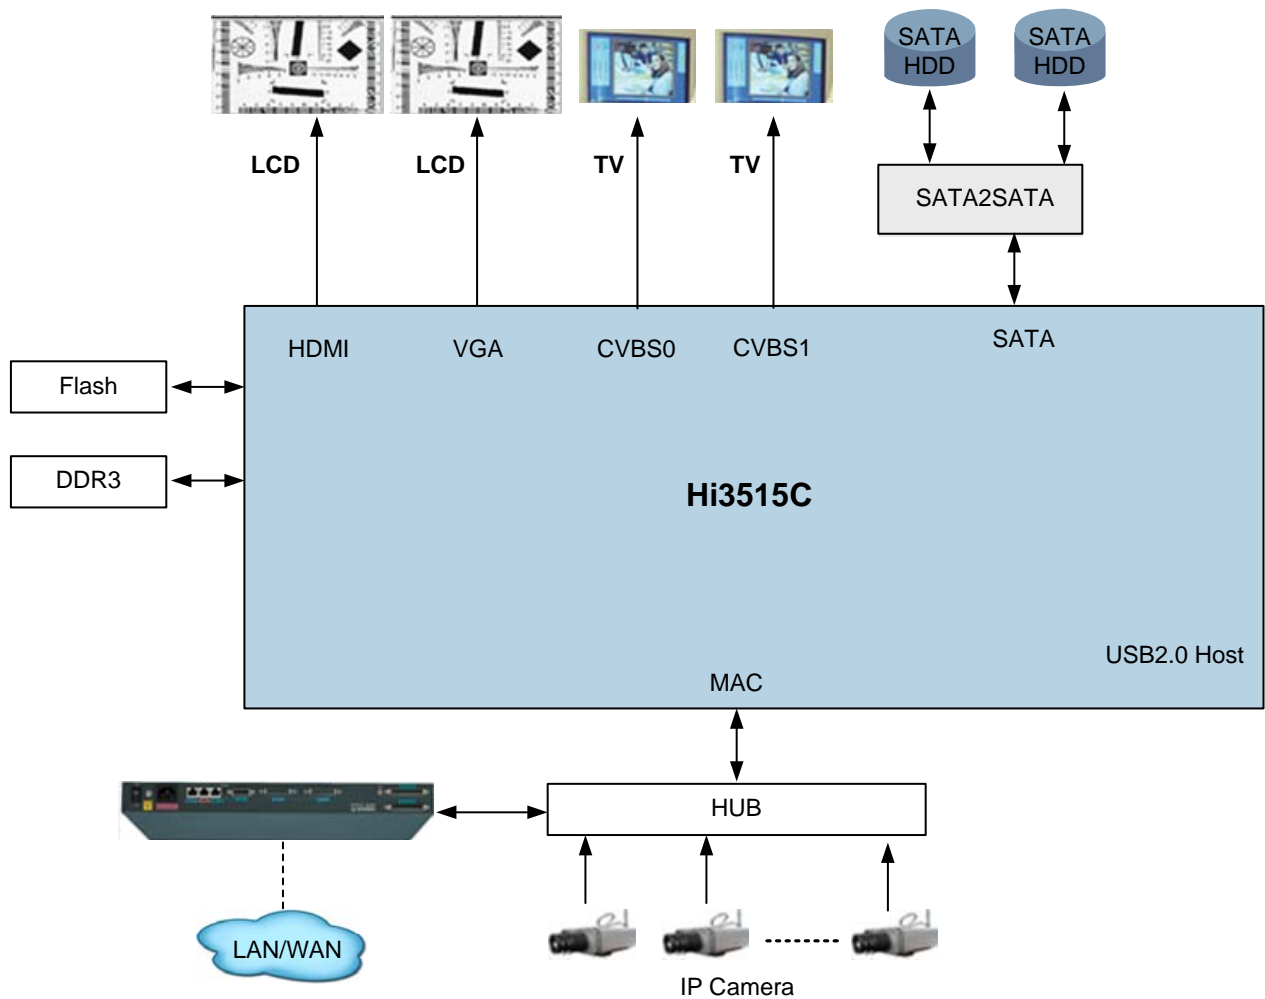 SATA
HDD
SATA
HDD
LCD
LCD
TV
TV
SATA2SATA
HDMI
VGA
CVBS0
CVBS1
SATA
Flash
DDR3
Hi3515C
USB2.0 Host
MAC
HUB
LAN/WAN
IP Camera